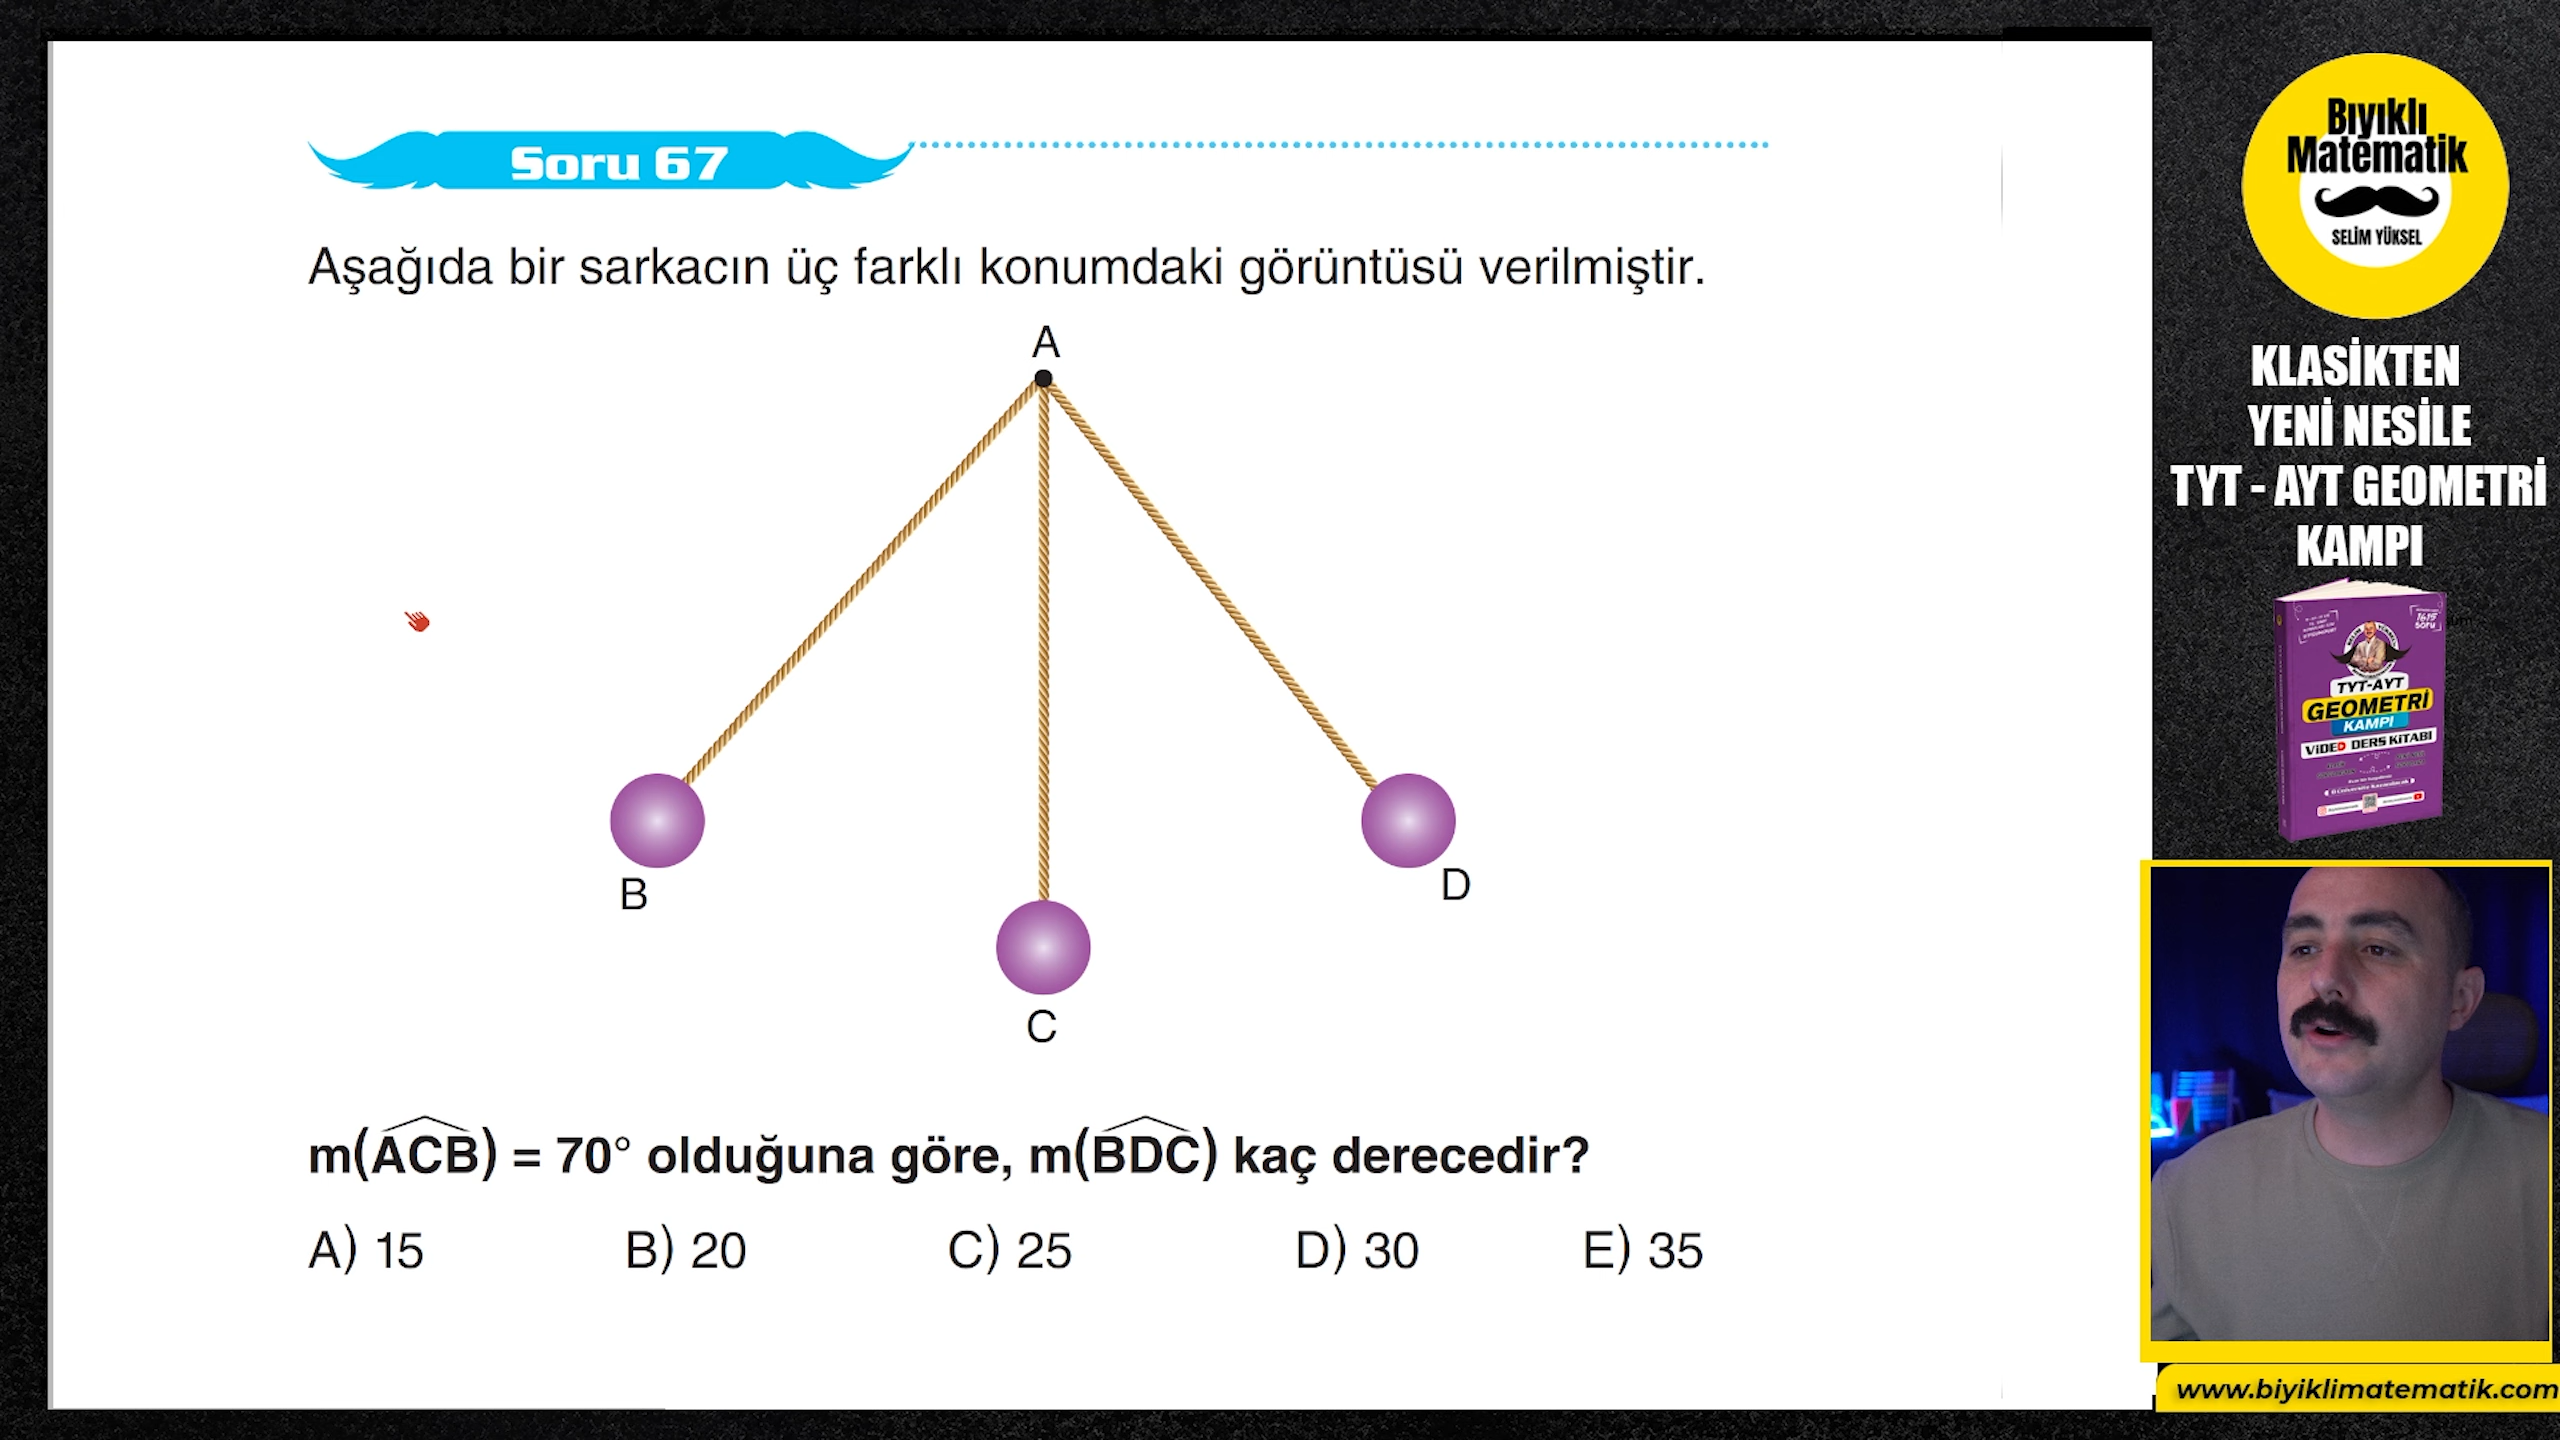 Soru 67
Aşağıda bir sarkacın üç farklı konumdaki görüntüsü verilmiştir.
A
B
D
C
m(ACB) = 70° olduğuna göre, m(BDC) kaç derecedir?
A) 15 B) 20 C) 25 D) 30 E) 35
Bıyıklı
Matematik
SELİM YÜKSEL
KLASİKTEN
YENİ NESİLE
TYT - AYT GEOMETRİ
KAMPI
1615
soru
TYT-AYT
GEOMETRİ
KAMPI
VİDEO DERS KİTABI
www.biyiklimatematik.com